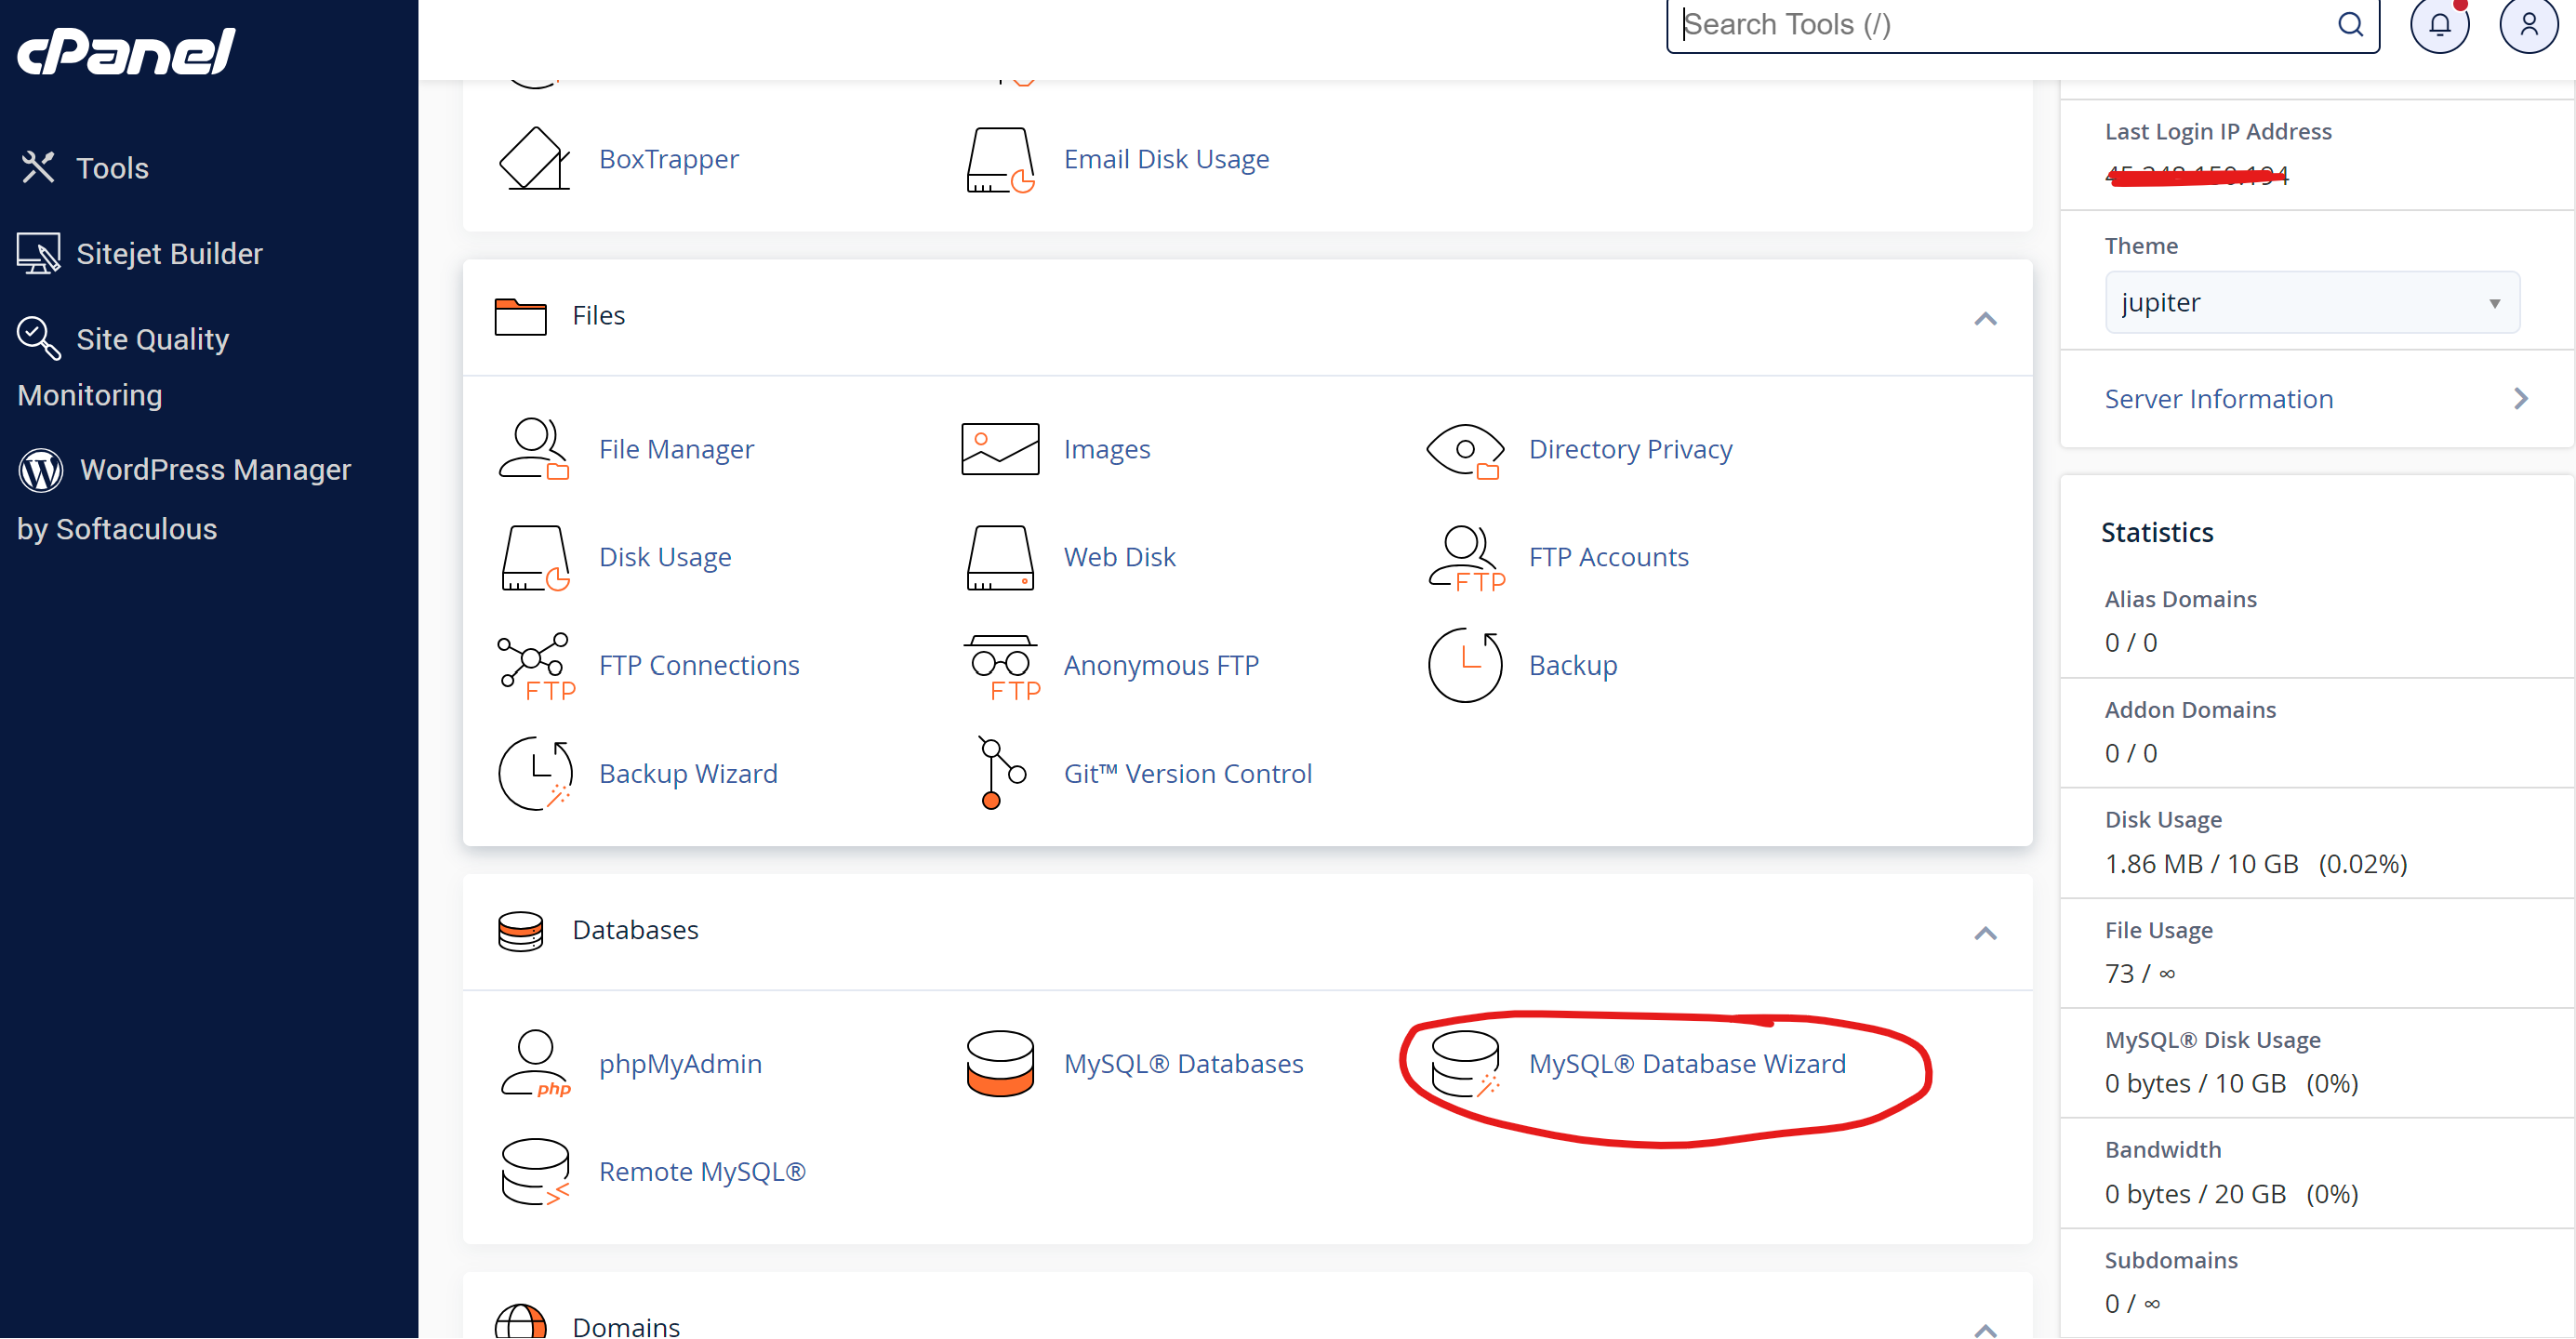 cPanel
Search Tools (/)
Tools
Sitejet Builder
Site Quality
Monitoring
WordPress Manager
by Softaculous
BoxTrapper
Email Disk Usage
Files
File Manager
Images
Directory Privacy
Disk Usage
Web Disk
FTP
FTP Accounts
FTP
FTP Connections
FTP
Anonymous FTP
Backup
Backup Wizard
Git™ Version Control
Databases
php
phpMyAdmin
MySQL® Databases
MySQL® Database Wizard
Remote MySQL®
Domains
Last Login IP Address
Theme
jupiter
Server Information
Statistics
Alias Domains
0 / 0
Addon Domains
0 / 0
Disk Usage
1.86 MB / 10 GB (0.02%)
File Usage
73 / ∞
MySQL® Disk Usage
0 bytes / 10 GB (0%)
Bandwidth
0 bytes / 20 GB (0%)
Subdomains
0 / ∞